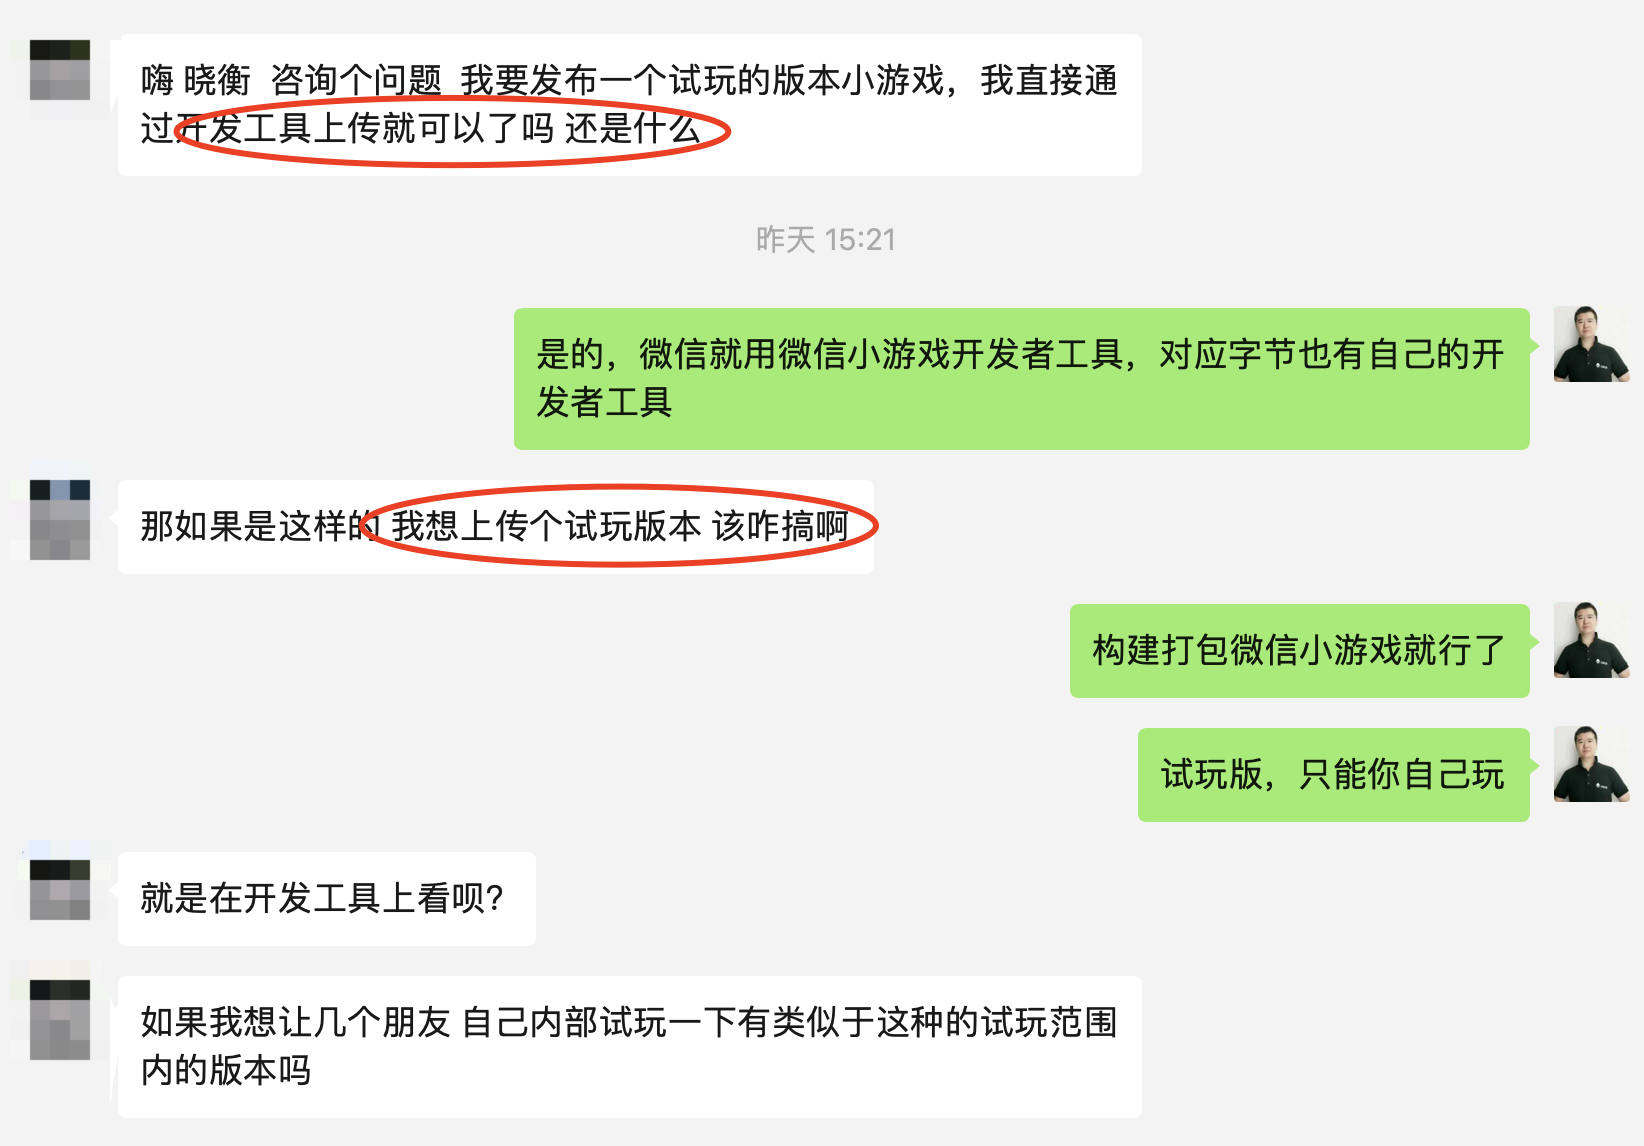 嗨 晓衡  咨询个问题  我要发布一个试玩的版本小游戏，我直接通
过开发工具上传就可以了吗 还是什么
昨天 15:21
是的，微信就用微信小游戏开发者工具，对应字节也有自己的开
发者工具
那如果是这样的 我想上传个试玩版本 该咋搞啊
构建打包微信小游戏就行了
试玩版，只能你自己玩
就是在开发工具上看呗?
如果我想让几个朋友 自己内部试玩一下有类似于这种的试玩范围
内的版本吗